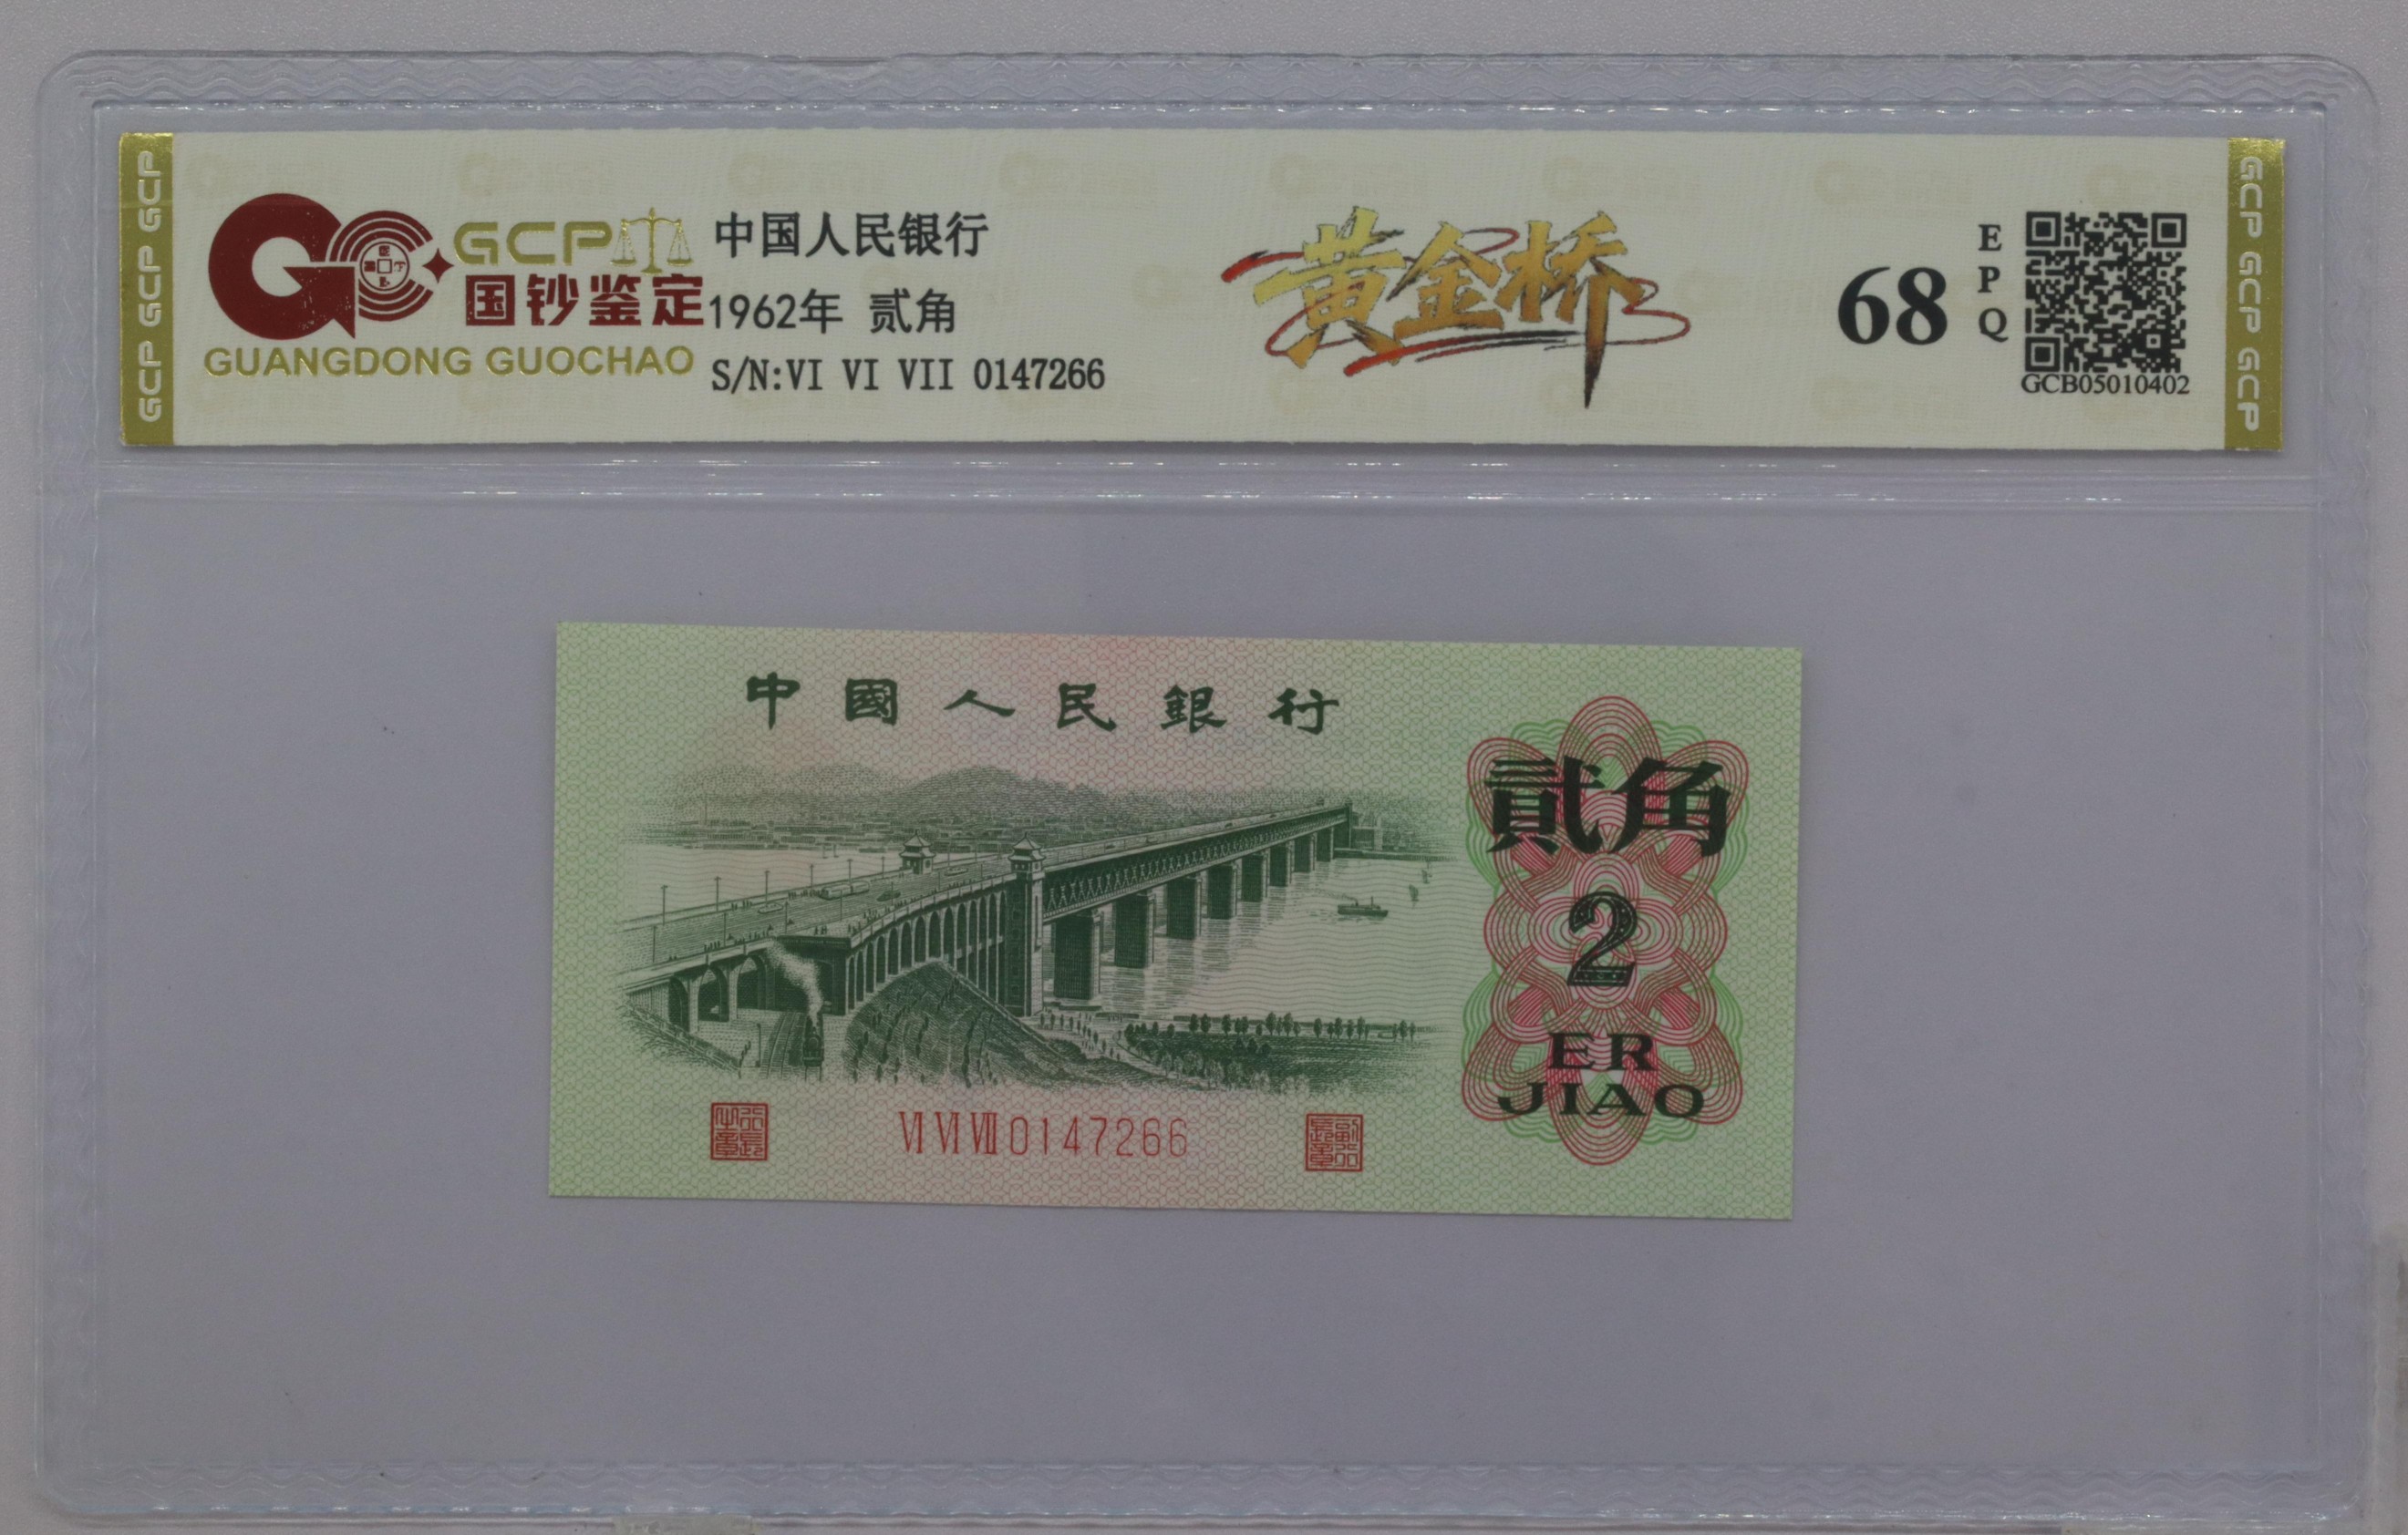 GCP GCP GCP
GCP
国钞鉴定
GUANGDONG GUOCHAO
中国人民银行
1962年 贰角
S/N:VI VI VII 0147266
黄金桥
68
EPQ
GCB05010402
GCP GCP GCP
中國人民銀行
貳角
2
ER
JIAO
VI VI VII 0147266